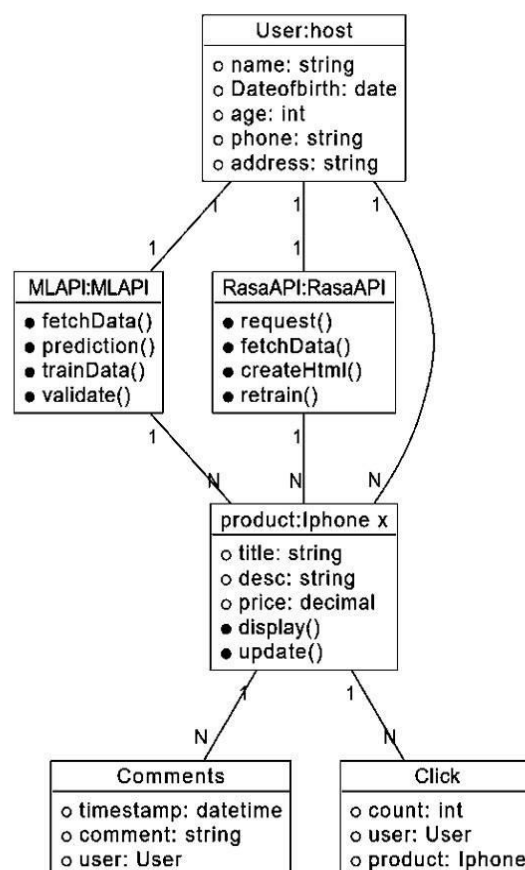 User:host
○ name: string
○ Dateofbirth: date
○ age: int
○ phone: string
○ address: string
1 1 1
1 1
MLAPI:MLAPI
● fetchData()
● prediction()
● trainData()
● validate()
RasaAPI:RasaAPI
● request()
● fetchData()
● createHtml()
● retrain()
1 1
N N N
product:Iphone x
○ title: string
○ desc: string
○ price: decimal
● display()
● update()
1 1
N N
Comments
○ timestamp: datetime
○ comment: string
○ user: User
Click
○ count: int
○ user: User
○ product: Iphone